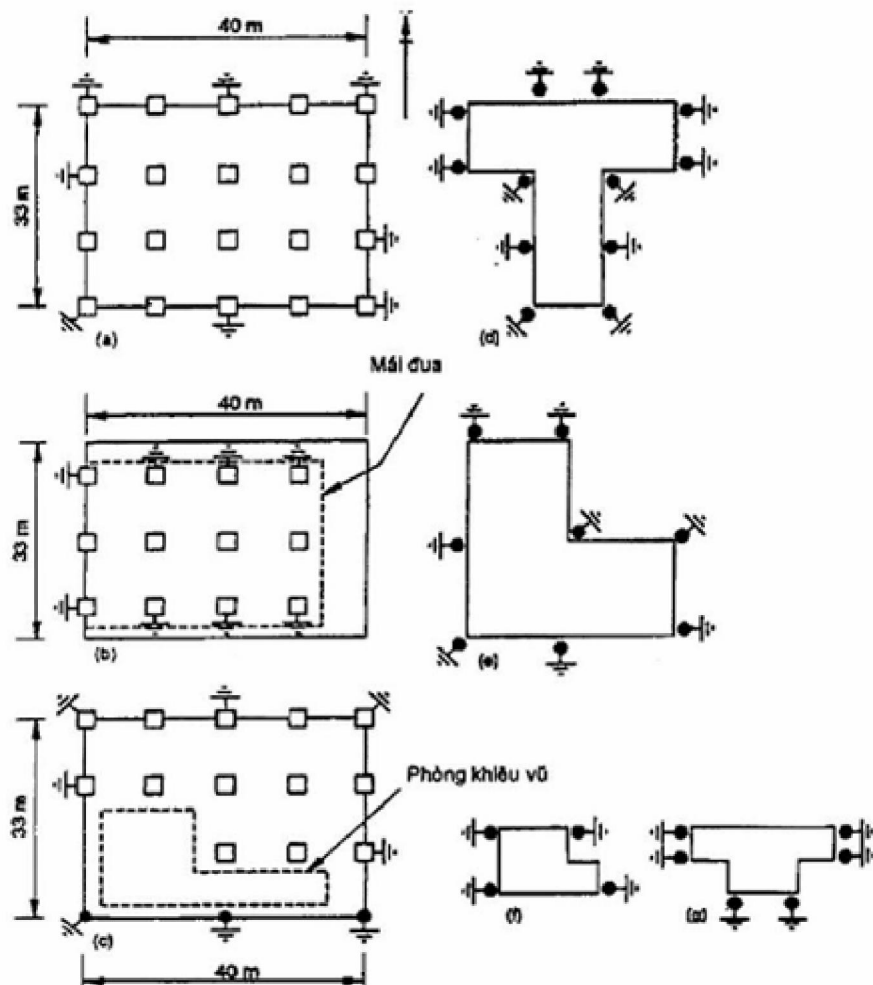 40 m
33 m
(a)
(d)
Mái đua
40 m
33 m
(b)
(e)
33 m
Phòng khiêu vũ
(c)
(f)
(g)
40 m